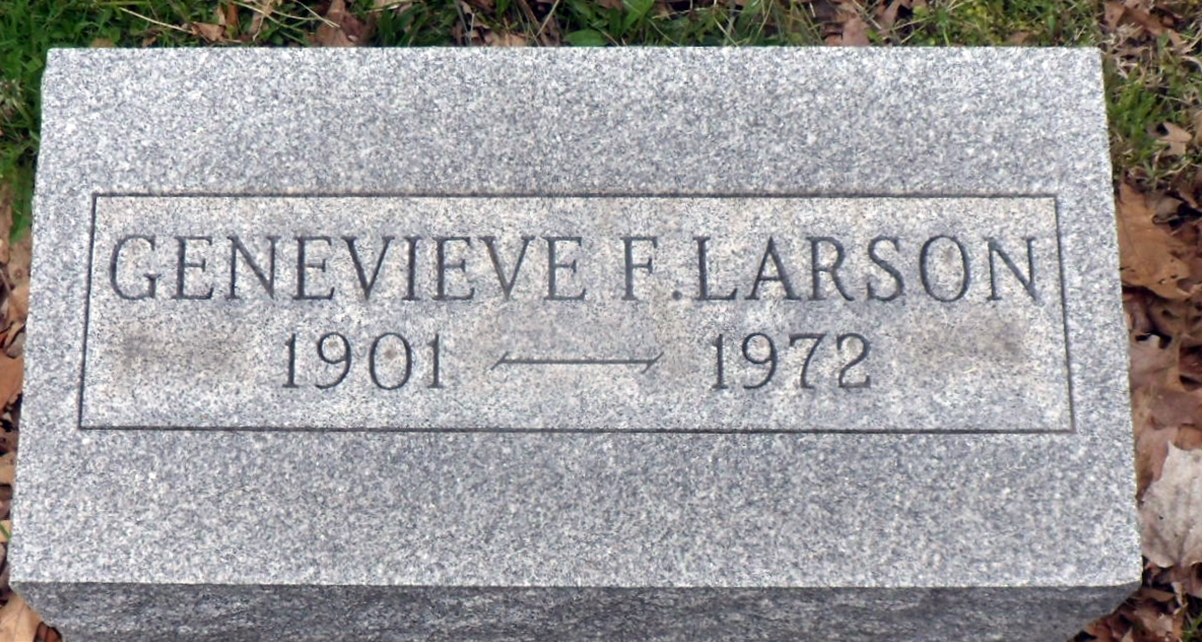 GENEVIEVE F. LARSON
1901 — 1972